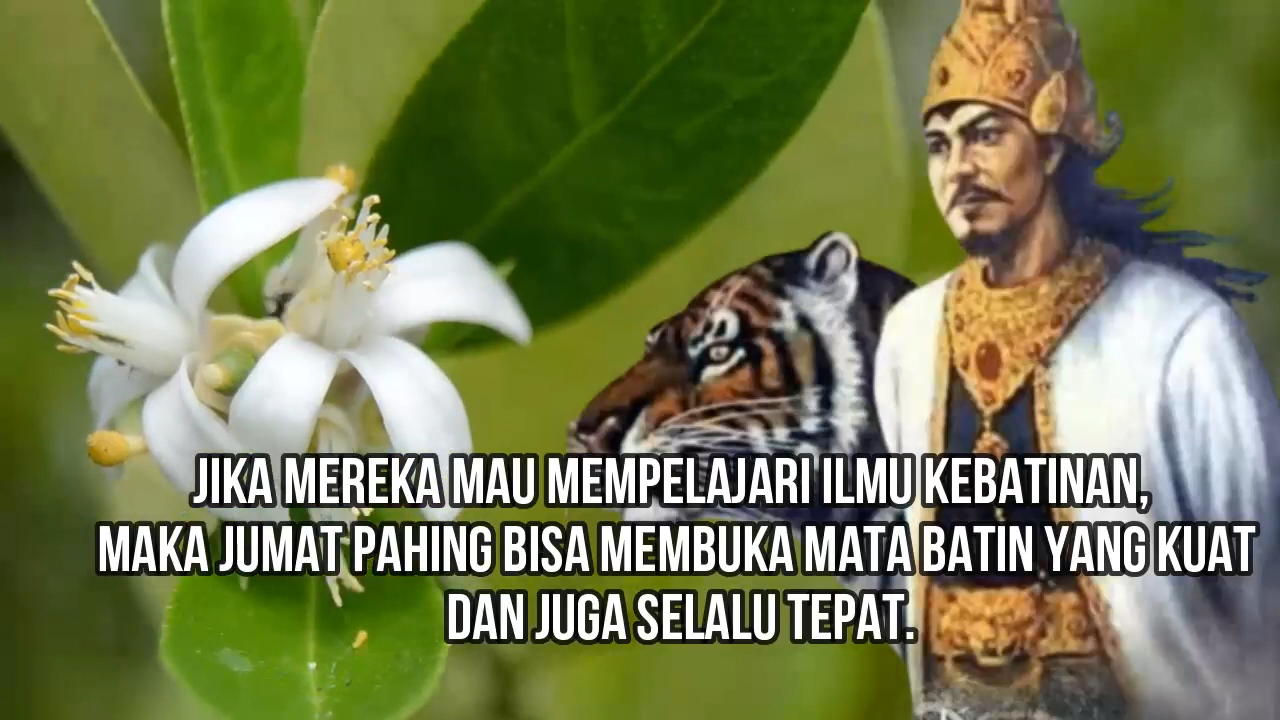 JIKA MEREKA MAU MEMPELAJARI ILMU KEBATINAN,
MAKA JUMAT PAHING BISA MEMBUKA MATA BATIN YANG KUAT
DAN JUGA SELALU TEPAT.